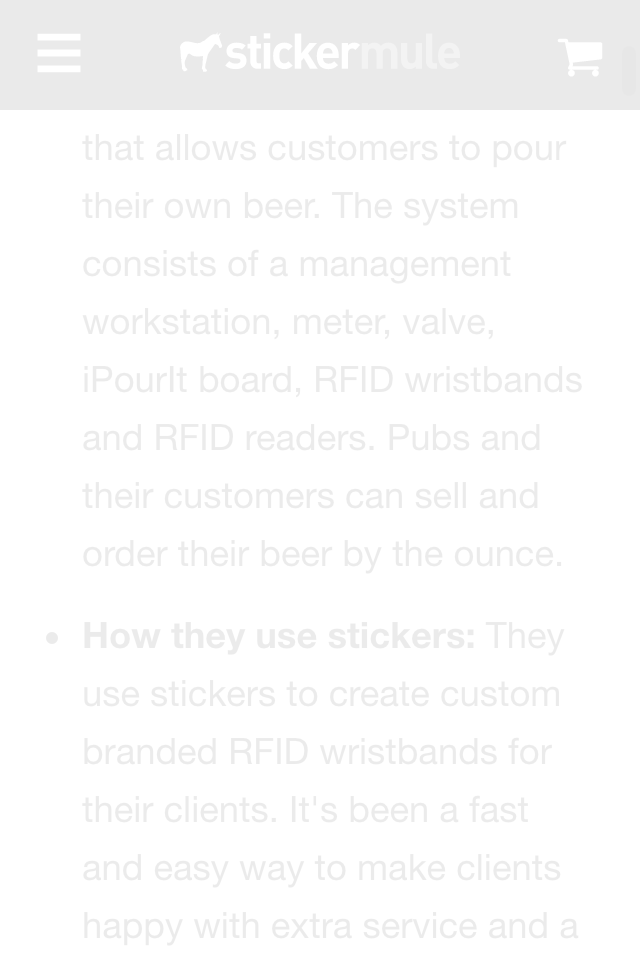 stickermule
that allows customers to pour
their own beer. The system
consists of a management
workstation, meter, valve,
iPourIt board, RFID wristbands
and RFID readers. Pubs and
their customers can sell and
order their beer by the ounce.
• How they use stickers: They
use stickers to create custom
branded RFID wristbands for
their clients. It's been a fast
and easy way to make clients
happy with extra service and a